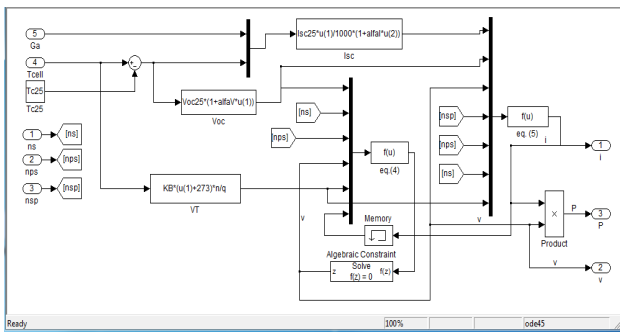 5
Ga
4
Tcell
Tc25
Tc25
1
ns
[ns]
2
nps
[nps]
3
nsp
[nsp]
Isc25*u(1)/1000*(1+alfaI*u(2))
Isc
Voc25*(1+alfaV*u(1))
Voc
KB*(u(1)+273)*n/q
VT
[ns]
[nps]
f(u)
eq.(4)
v
Memory
Algebraic Constraint
z
Solve
f(z) = 0
f(z)
[nsp]
[nps]
[ns]
f(u)
eq. (5)
i
1
i
v
×
Product
P
3
P
v
2
v
Ready
100%
ode45